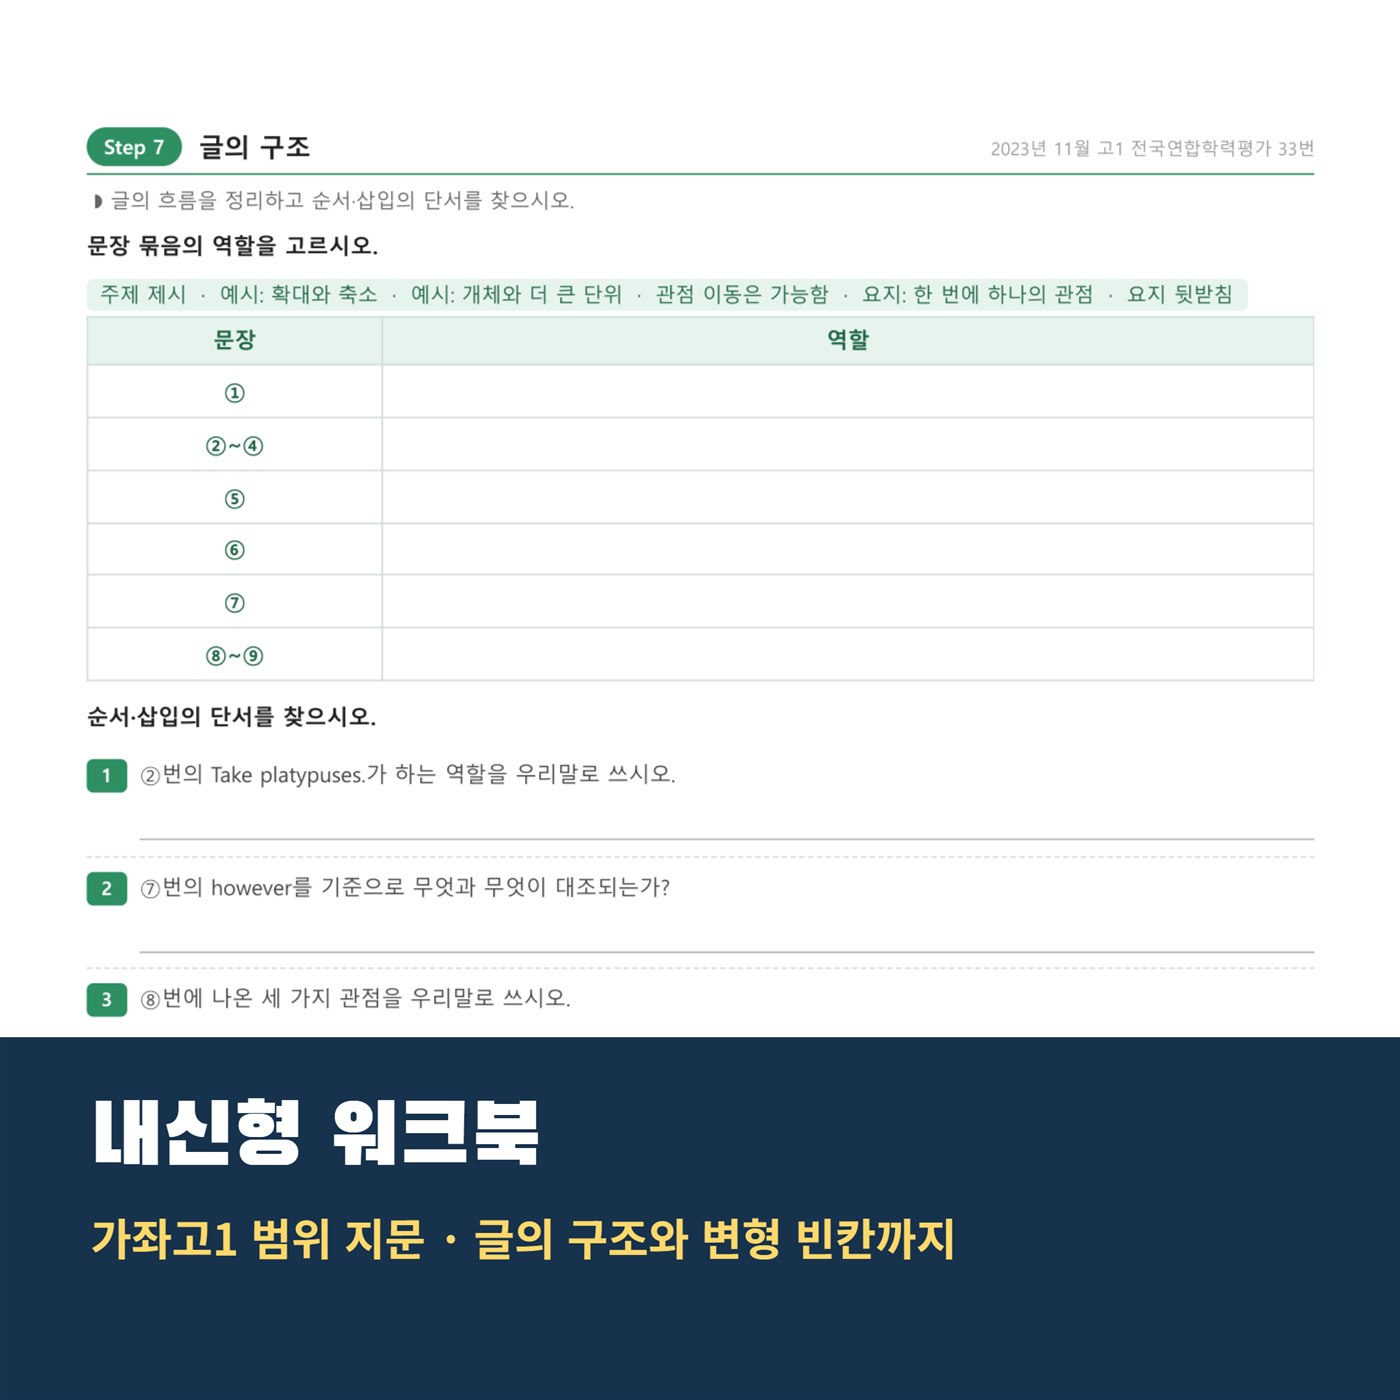 Step 7 글의 구조
2023년 11월 고1 전국연합학력평가 33번
◗ 글의 흐름을 정리하고 순서·삽입의 단서를 찾으시오.
문장 묶음의 역할을 고르시오.
주제 제시 · 예시: 확대와 축소 · 예시: 개체와 더 큰 단위 · 관점 이동은 가능함 · 요지: 한 번에 하나의 관점 · 요지 뒷받침
문장 역할
①
②~④
⑤
⑥
⑦
⑧~⑨
순서·삽입의 단서를 찾으시오.
1 ②번의 Take platypuses.가 하는 역할을 우리말로 쓰시오.
2 ⑦번의 however를 기준으로 무엇과 무엇이 대조되는가?
3 ⑧번에 나온 세 가지 관점을 우리말로 쓰시오.
내신형 워크북
가좌고1 범위 지문 · 글의 구조와 변형 빈칸까지